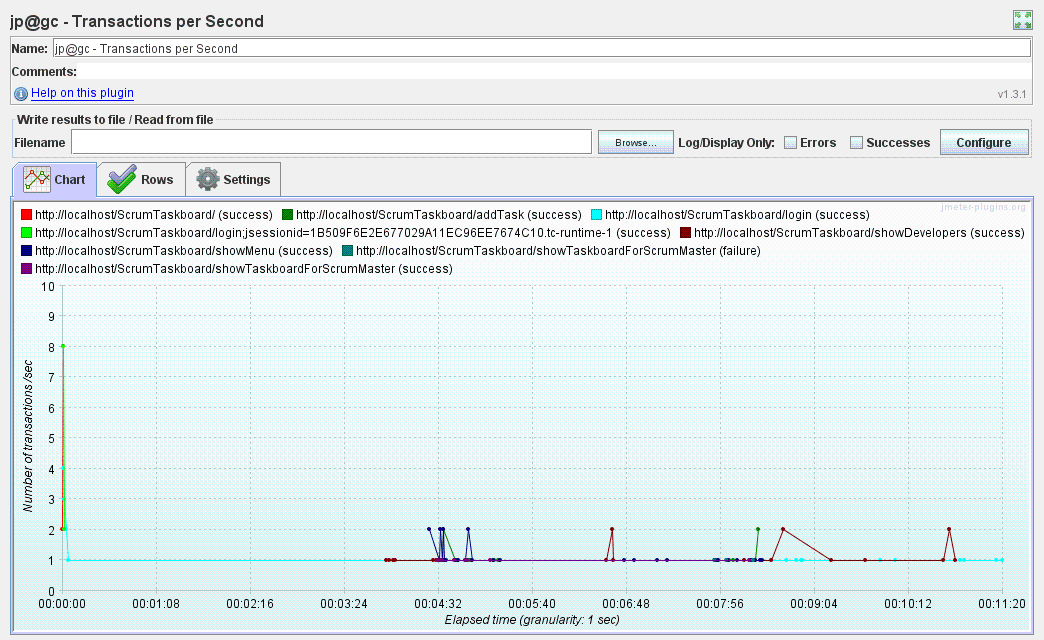 jp@gc - Transactions per Second
Name: jp@gc - Transactions per Second
Comments:
Help on this plugin
v1.3.1
Write results to file / Read from file
Filename Browse... Log/Display Only: Errors Successes Configure
Chart Rows Settings
jmeter-plugins.org
http://localhost/ScrumTaskboard/ (success) http://localhost/ScrumTaskboard/addTask (success) http://localhost/ScrumTaskboard/login (success)
http://localhost/ScrumTaskboard/login;jsessionid=1B509F6E2E677029A11EC96EE7674C10.tc-runtime-1 (success) http://localhost/ScrumTaskboard/showDevelopers (success)
http://localhost/ScrumTaskboard/showMenu (success) http://localhost/ScrumTaskboard/showTaskboardForScrumMaster (failure)
http://localhost/ScrumTaskboard/showTaskboardForScrumMaster (success)
10
9
8
7
6
5
4
3
2
1
0
Number of transactions /sec
00:00:00 00:01:08 00:02:16 00:03:24 00:04:32 00:05:40 00:06:48 00:07:56 00:09:04 00:10:12 00:11:20
Elapsed time (granularity: 1 sec)